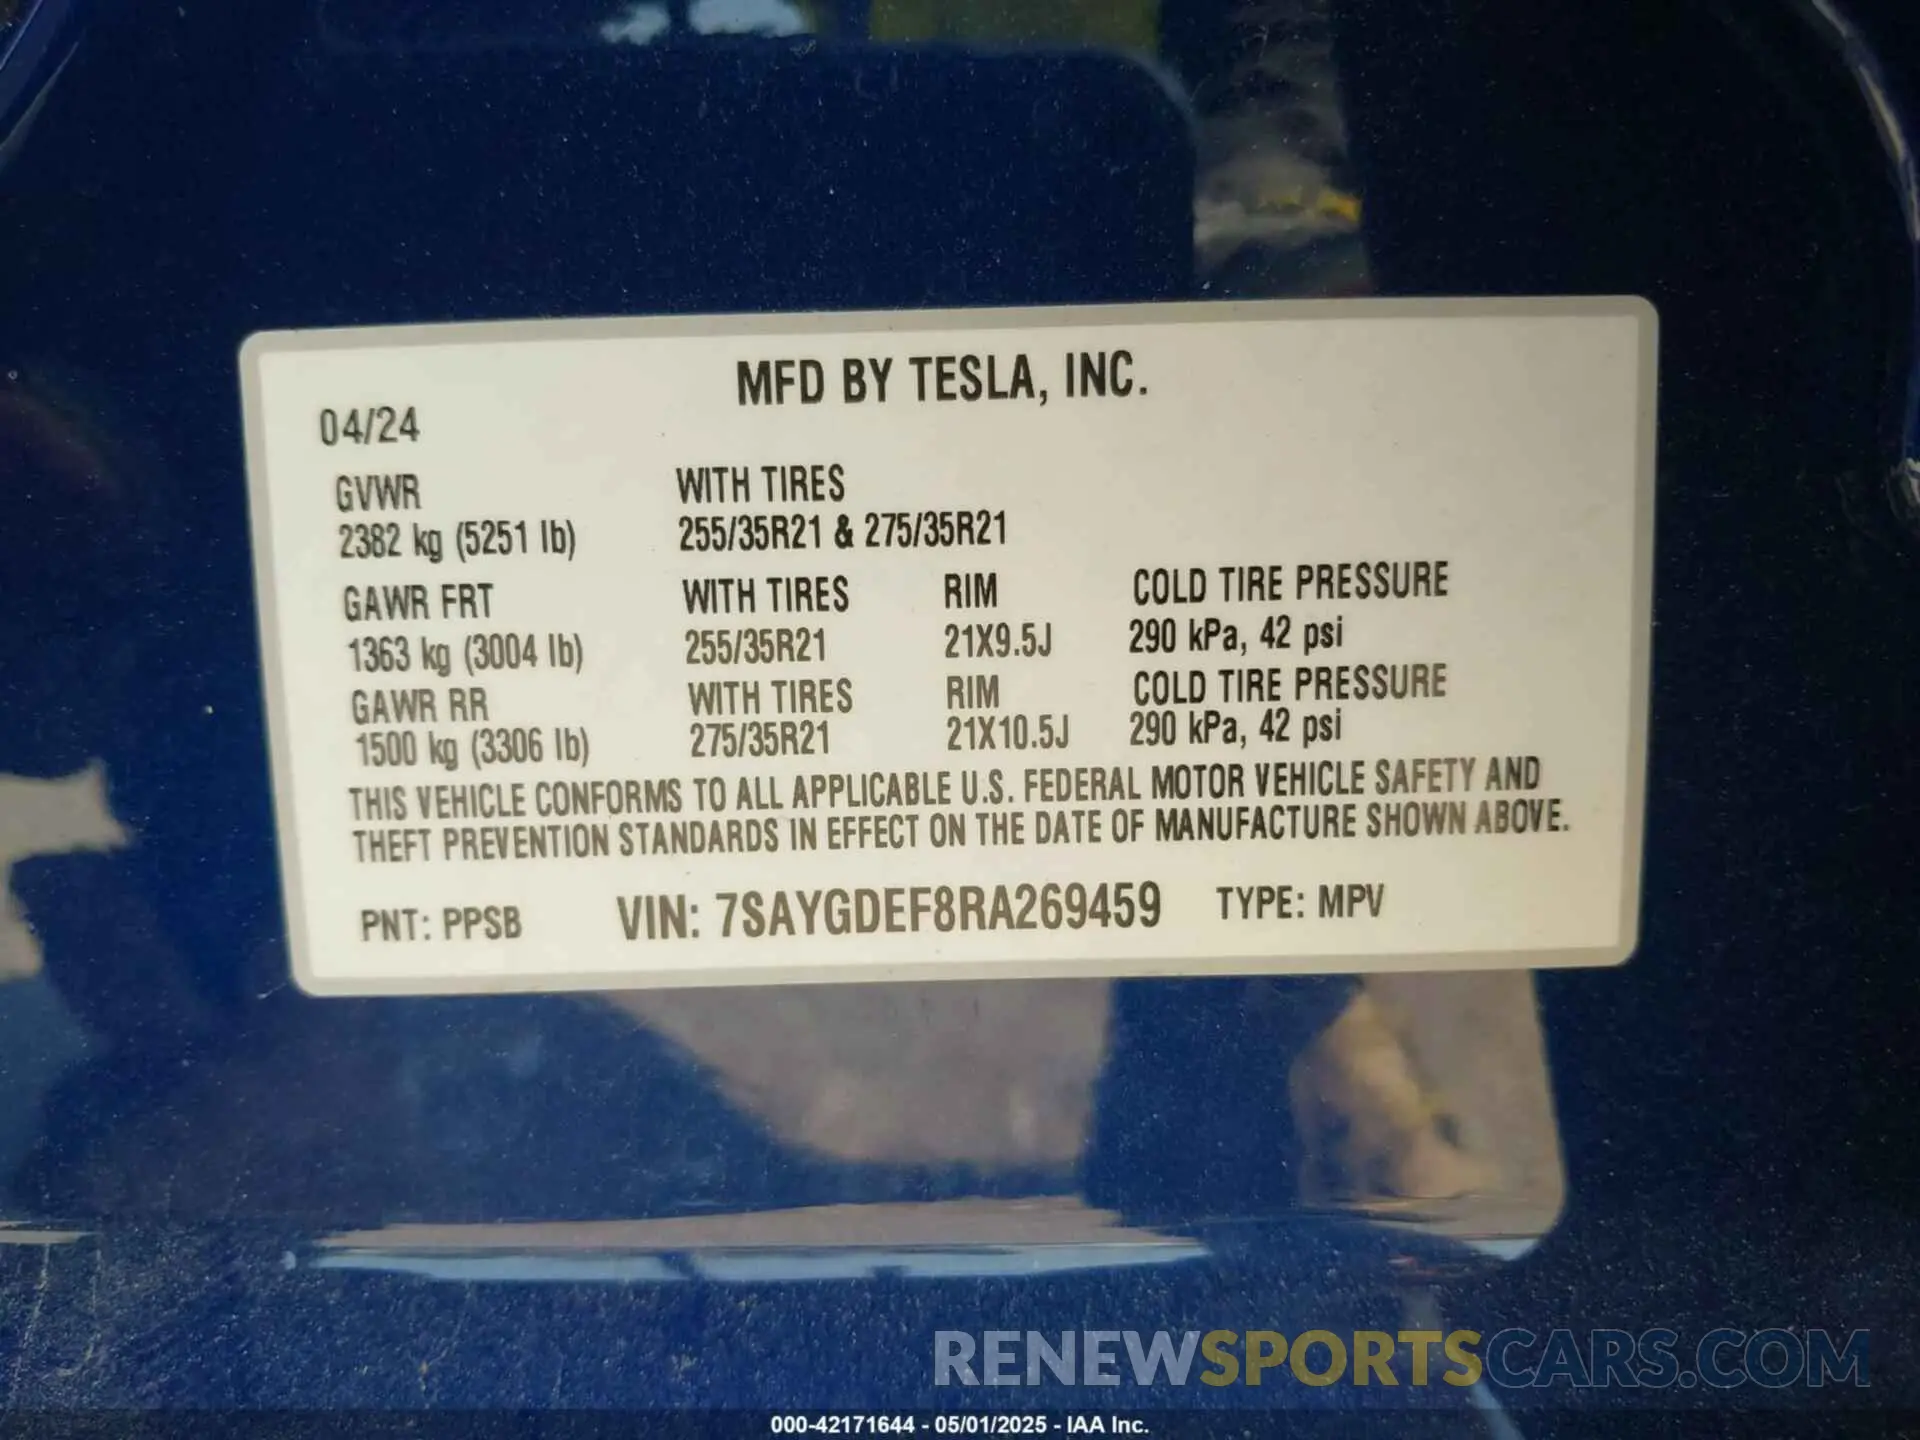 MFD BY TESLA, INC.
04/24
GVWR WITH TIRES
2382 kg (5251 lb) 255/35R21 & 275/35R21
GAWR FRT WITH TIRES RIM COLD TIRE PRESSURE
1363 kg (3004 lb) 255/35R21 21X9.5J 290 kPa, 42 psi
GAWR RR WITH TIRES RIM COLD TIRE PRESSURE
1500 kg (3306 lb) 275/35R21 21X10.5J 290 kPa, 42 psi
THIS VEHICLE CONFORMS TO ALL APPLICABLE U.S. FEDERAL MOTOR VEHICLE SAFETY AND
THEFT PREVENTION STANDARDS IN EFFECT ON THE DATE OF MANUFACTURE SHOWN ABOVE.
PNT: PPSB VIN: 7SAYGDEF8RA269459 TYPE: MPV
RENEWSPORTSCARS.COM
000-42171644 - 05/01/2025 - IAA Inc.